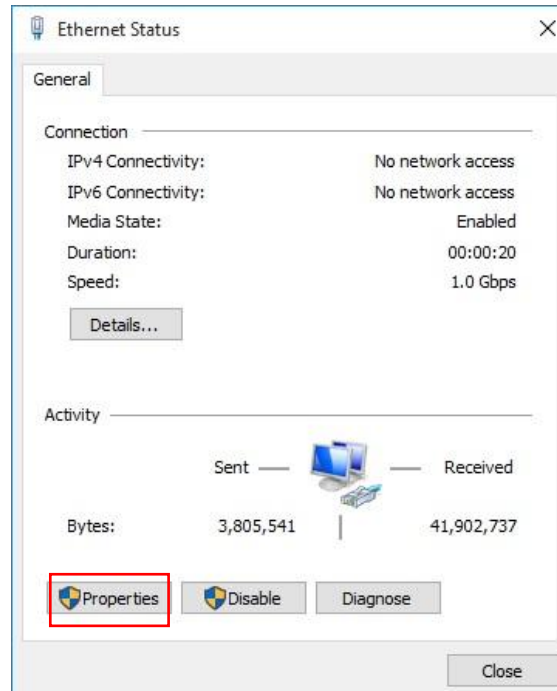 Ethernet Status
General
Connection
IPv4 Connectivity: No network access
IPv6 Connectivity: No network access
Media State: Enabled
Duration: 00:00:20
Speed: 1.0 Gbps
Details...
Activity
Sent Received
Bytes: 3,805,541 41,902,737
Properties Disable Diagnose
Close